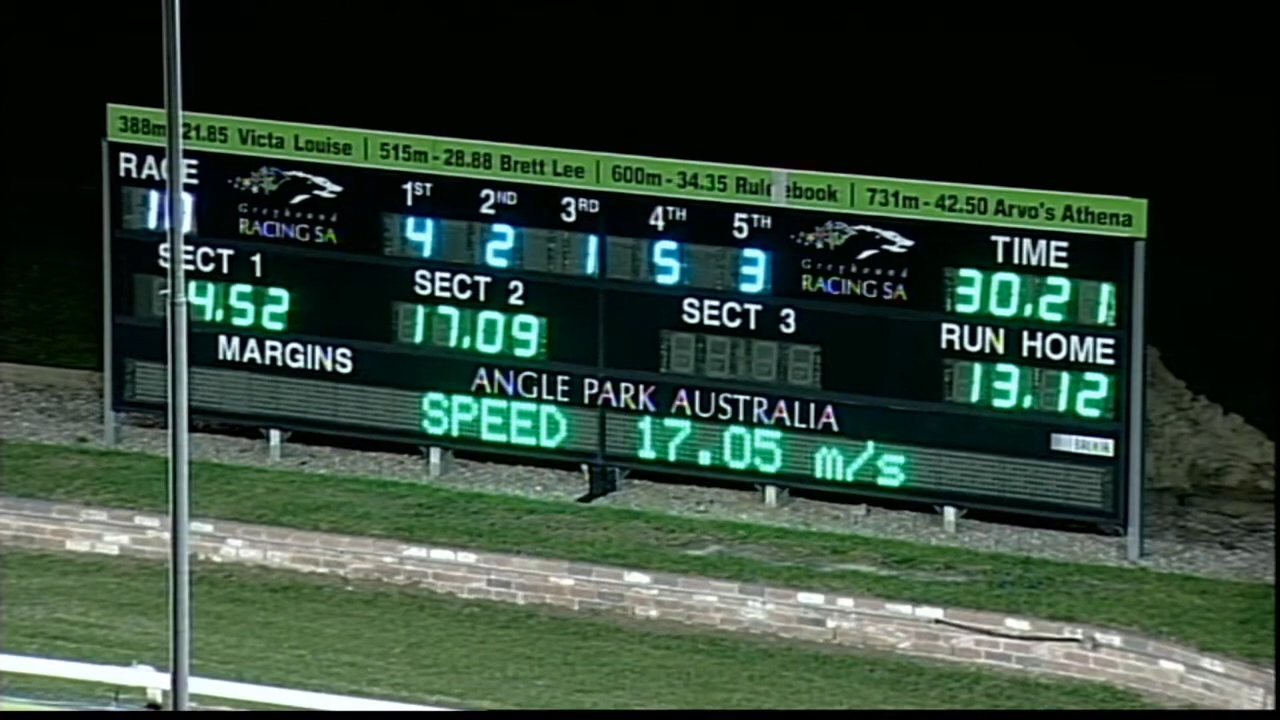 388m - 21.85 Victa Louise | 515m - 28.88 Brett Lee | 600m - 34.35 Rulebook | 731m - 42.50 Arvo's Athena
RACE 1ST 2ND 3RD 4TH 5TH
Greyhound RACING SA 4 2 1 5 3 Greyhound RACING SA
TIME
30.21
SECT 1 SECT 2 SECT 3 RUN HOME
4.52 17.09 13.12
MARGINS
ANGLE PARK AUSTRALIA
SPEED 17.05 m/s